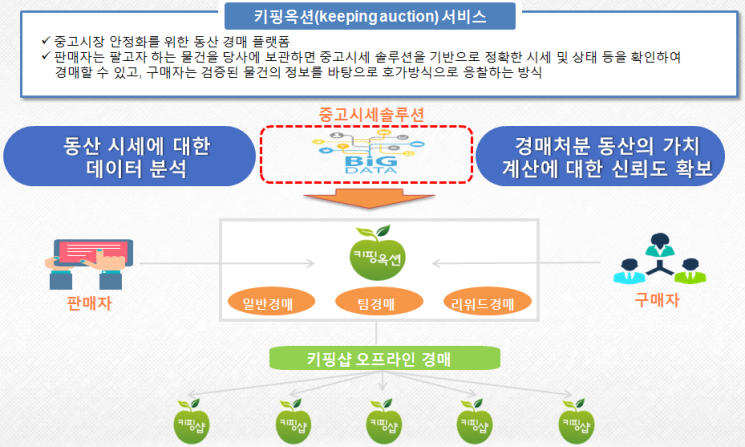 키핑옥션(keeping auction) 서비스
✓ 중고시장 안정화를 위한 동산 경매 플랫폼
✓ 판매자는 팔고자 하는 물건을 당사에 보관하면 중고시세 솔루션을 기반으로 정확한 시세 및 상태 등을 확인하여
경매할 수 있고, 구매자는 검증된 물건의 정보를 바탕으로 호가방식으로 응찰하는 방식
중고시세솔루션
동산 시세에 대한
데이터 분석
BIG
DATA
경매처분 동산의 가치
계산에 대한 신뢰도 확보
키핑옥션
판매자
구매자
일반경매
팀경매
리워드경매
키핑샵 오프라인 경매
키핑샵
키핑샵
키핑샵
키핑샵
키핑샵